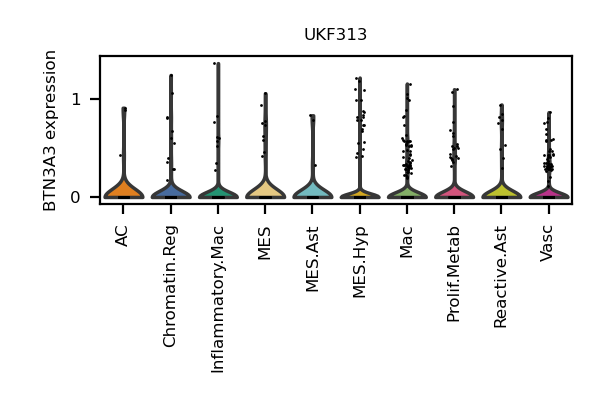 UKF313
BTN3A3 expression
1
0
AC
Chromatin.Reg
Inflammatory.Mac
MES
MES.Ast
MES.Hyp
Mac
Prolif.Metab
Reactive.Ast
Vasc